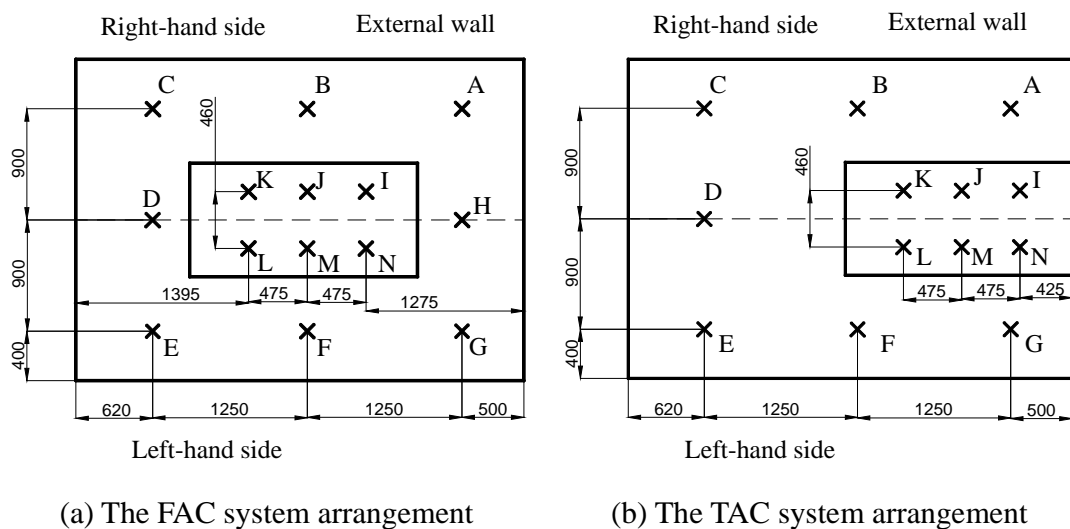 Right-hand side External wall
C B A
460
900
K J I
D H
L M N
900
1395 475 475 1275
E F G
400
620 1250 1250 500
Left-hand side
(a) The FAC system arrangement
Right-hand side External wall
C B A
460
900
K J I
D
L M N
900
475 475 425
E F G
400
620 1250 1250 500
Left-hand side
(b) The TAC system arrangement